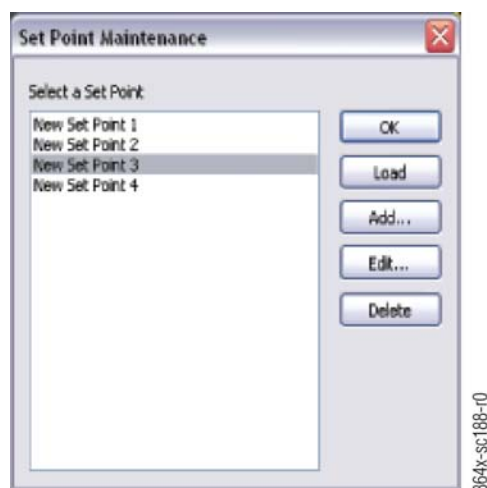 Set Point Maintenance
Select a Set Point
New Set Point 1
New Set Point 2
New Set Point 3
New Set Point 4
OK
Load
Add...
Edit...
Delete
364x-sc188-r0